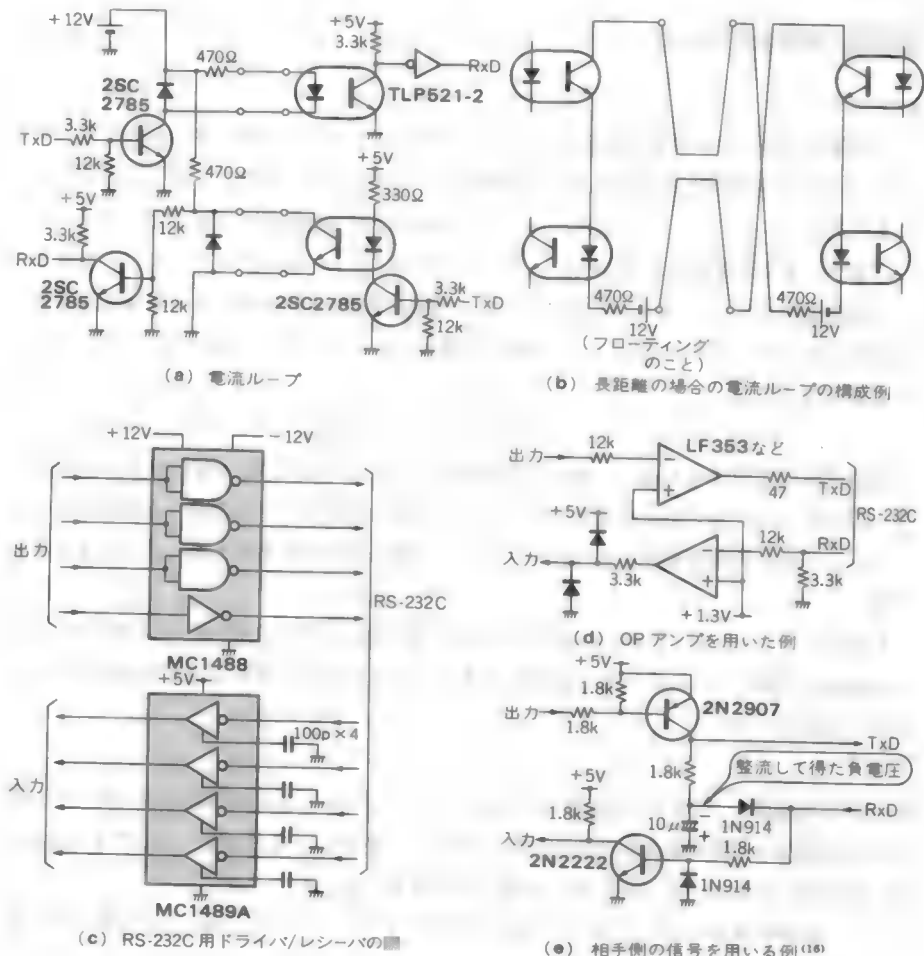 +12V
470Ω
+5V
3.3k
RxD
TLP521-2
2SC
2785
3.3k
TxD
12k
470Ω
+5V
330Ω
+5V
3.3k
12k
RxD
2SC
2785
12k
2SC2785
3.3k
TxD
12k
(a) 電流ループ
470Ω
12V
470Ω
12V
(フローティング
のこと)
(b) 長距離の場合の電流ループの構成例
+12V
-12V
出力
RS-232C
MC1488
+5V
100p×4
入力
MC1489A
(c) RS-232C用ドライバ/レシーバの
12k
LF353など
出力
47
TxD
RS-232C
+5V
12k
RxD
入力
3.3k
3.3k
+1.3V
(d) OPアンプを用いた例
+5V
1.8k
2N2907
出力
1.8k
TxD
1.8k
整流して得た負電圧
+5V
RxD
1.8k
10μ
1N914
入力
1.8k
2N2222
1N914
(e) 相手側の信号を用いる例(16)